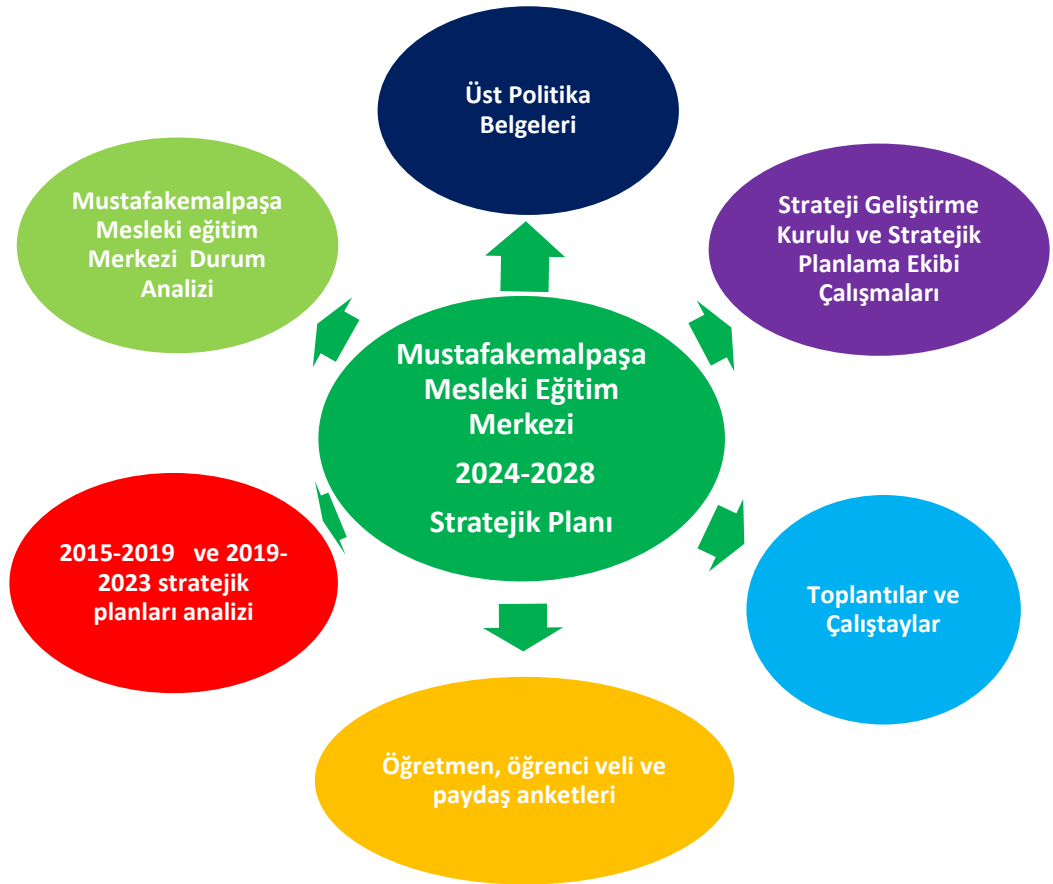 Üst Politika
Belgeleri
Mustafakemalpaşa
Mesleki eğitim
Merkezi Durum
Analizi
Strateji Geliştirme
Kurulu ve Stratejik
Planlama Ekibi
Çalışmaları
Mustafakemalpaşa
Mesleki Eğitim
Merkezi
2024-2028
Stratejik Planı
2015-2019 ve 2019-
2023 stratejik
planları analizi
Toplantılar ve
Çalıştaylar
Öğretmen, öğrenci veli ve
paydaş anketleri